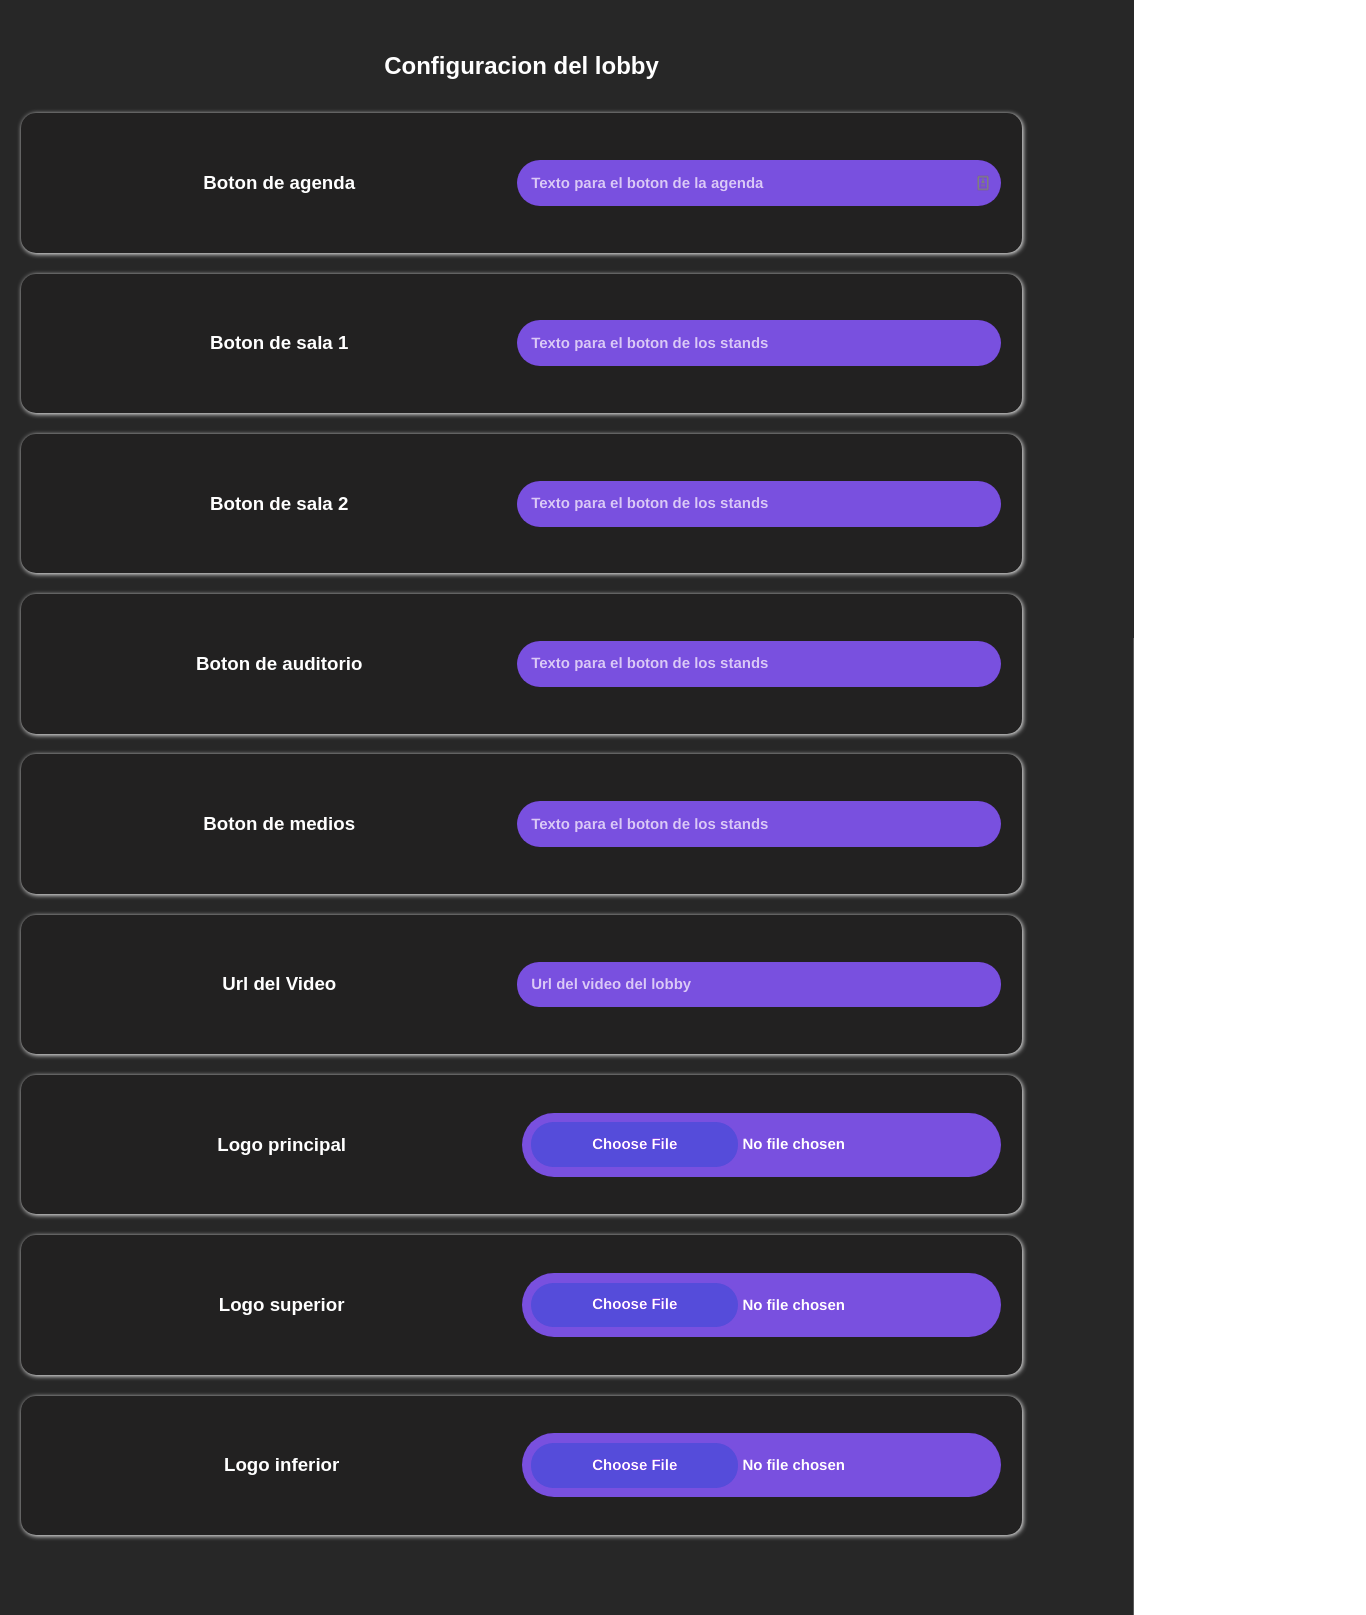 Configuracion del lobby
Boton de agenda
Texto para el boton de la agenda
Boton de sala 1
Texto para el boton de los stands
Boton de sala 2
Texto para el boton de los stands
Boton de auditorio
Texto para el boton de los stands
Boton de medios
Texto para el boton de los stands
Url del Video
Url del video del lobby
Logo principal
Choose File No file chosen
Logo superior
Choose File No file chosen
Logo inferior
Choose File No file chosen